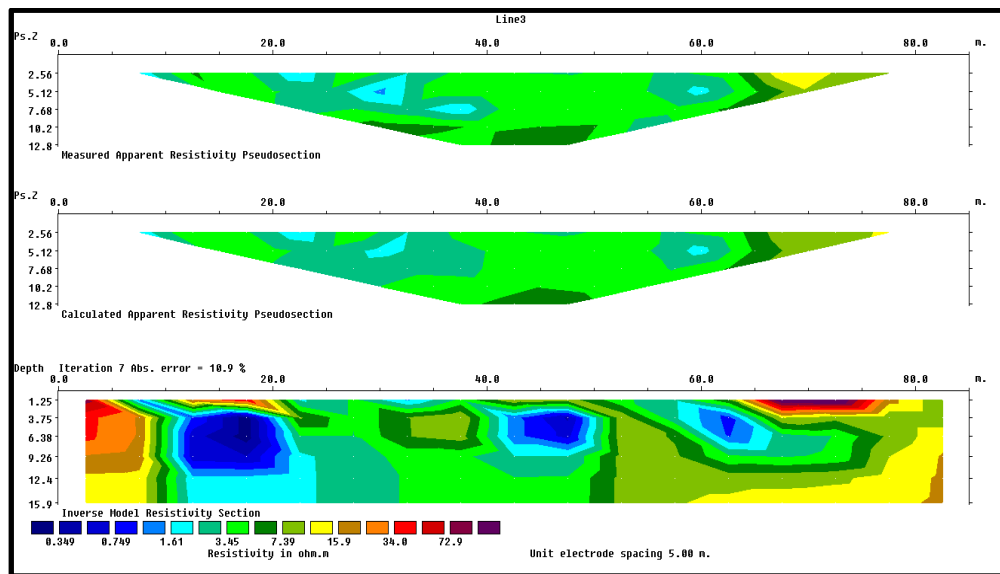 Line3
Ps.Z 0.0 20.0 40.0 60.0 80.0 m.
2.56
5.12
7.68
10.2
12.8
Measured Apparent Resistivity Pseudosection
Ps.Z 0.0 20.0 40.0 60.0 80.0 m.
2.56
5.12
7.68
10.2
12.8
Calculated Apparent Resistivity Pseudosection
Depth Iteration 7 Abs. error = 10.9 %
0.0 20.0 40.0 60.0 80.0 m.
1.25
3.75
6.38
9.26
12.4
15.9
Inverse Model Resistivity Section
0.349 0.749 1.61 3.45 7.39 15.9 34.0 72.9
Resistivity in ohm.m Unit electrode spacing 5.00 m.